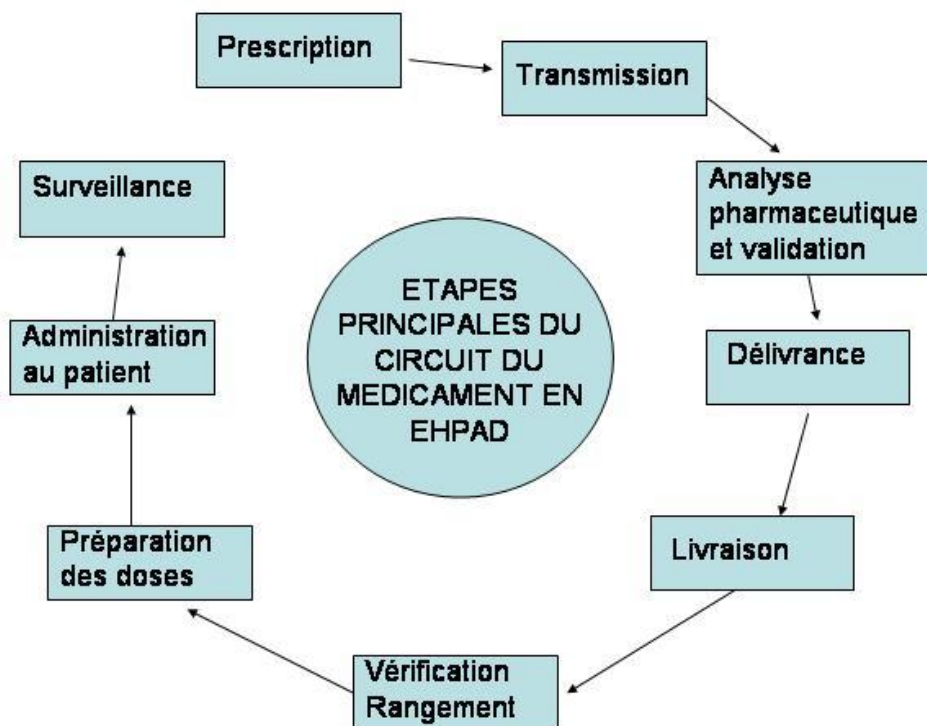 Prescription
Transmission
Analyse
pharmaceutique
et validation
Délivrance
Livraison
Vérification
Rangement
Préparation
des doses
Administration
au patient
Surveillance
ETAPES
PRINCIPALES DU
CIRCUIT DU
MEDICAMENT EN
EHPAD